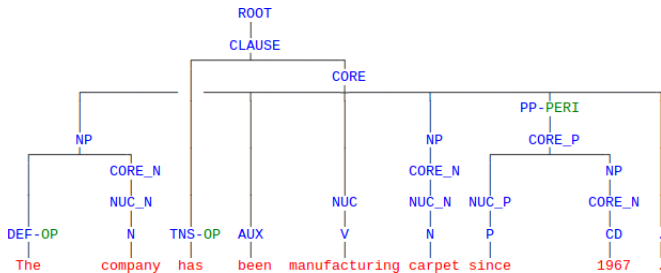 ROOT
CLAUSE
CORE
PP-PERI
NP NP CORE_P
CORE_N CORE_N NP
NUC_N NUC NUC_N NUC_P CORE_N
DEF-OP N TNS-OP AUX V N P CD .
The company has been manufacturing carpet since 1967 .